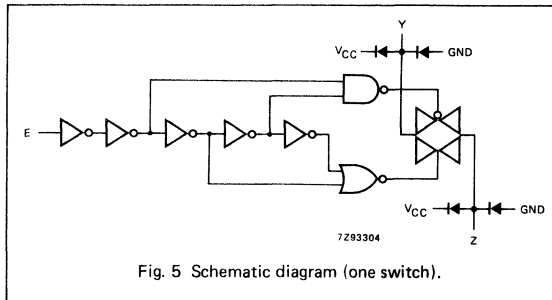 Y
VCC
GND
E
VCC
GND
7Z93304
Z
Fig. 5 Schematic diagram (one switch).